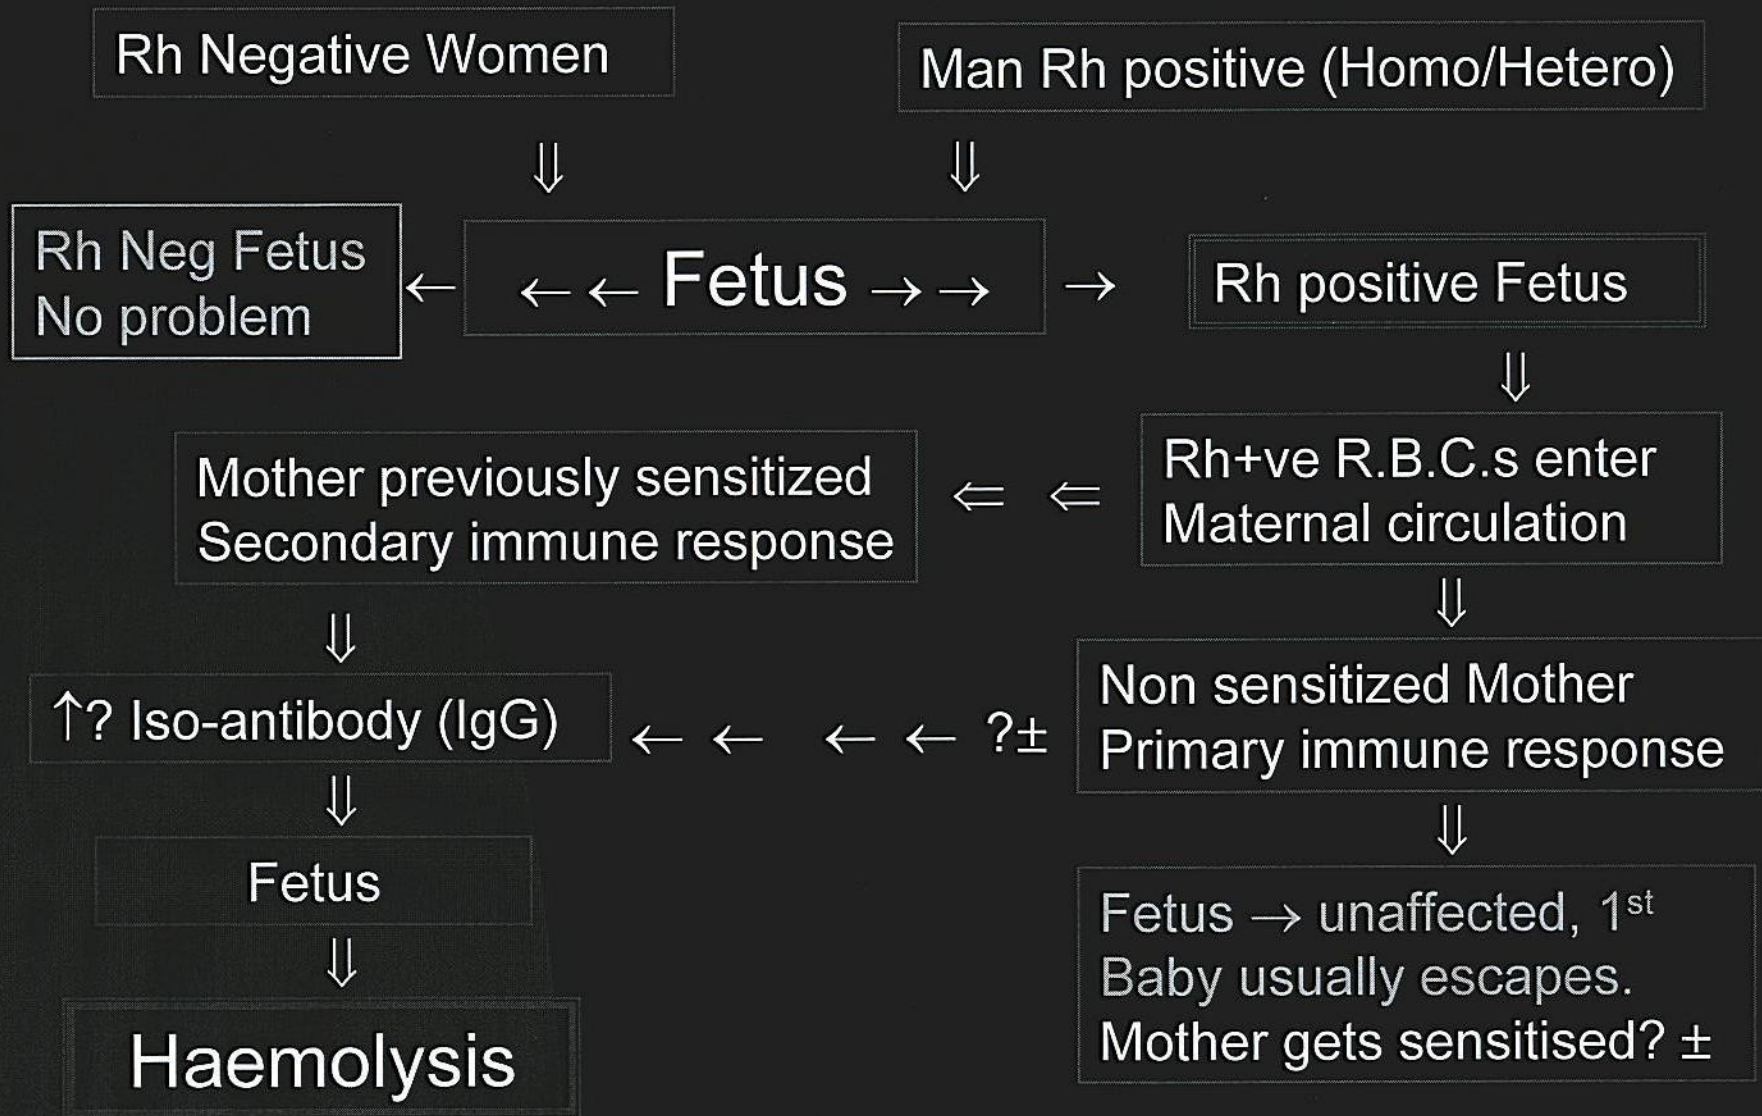 Rh Negative Women
Man Rh positive (Homo/Hetero)
⇓ ⇓
Rh Neg Fetus
No problem
← ← ← Fetus → → →
Rh positive Fetus
⇓
Mother previously sensitized
Secondary immune response
⇐ ⇐
Rh+ve R.B.C.s enter
Maternal circulation
⇓ ⇓
↑? Iso-antibody (IgG)
← ← ← ← ?±
Non sensitized Mother
Primary immune response
⇓ ⇓
Fetus
⇓
Haemolysis
Fetus → unaffected, 1st
Baby usually escapes.
Mother gets sensitised? ±